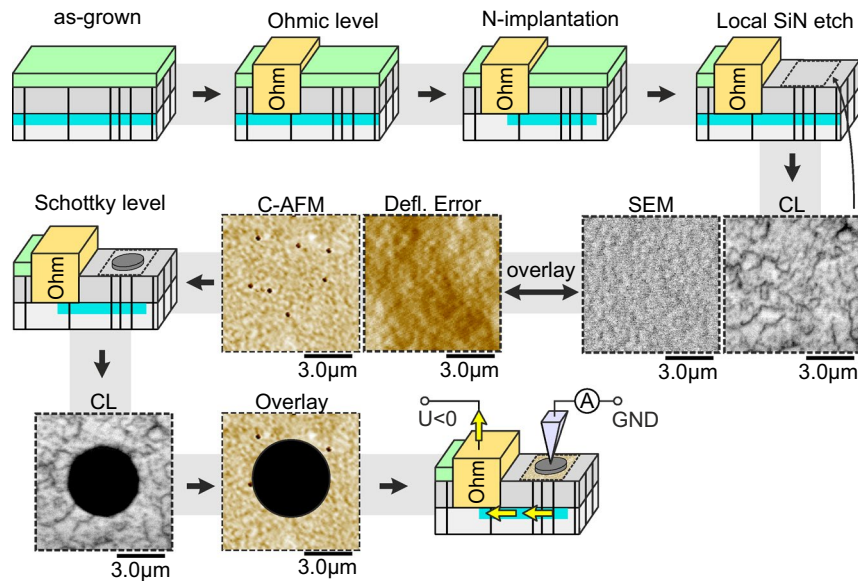 as-grown
Ohmic level
N-implantation
Local SiN etch
Ohm
Ohm
Ohm
Schottky level
C-AFM
Defl. Error
SEM
CL
Ohm
overlay
3.0µm
3.0µm
3.0µm
3.0µm
CL
Overlay
U<0
A
GND
Ohm
3.0µm
3.0µm